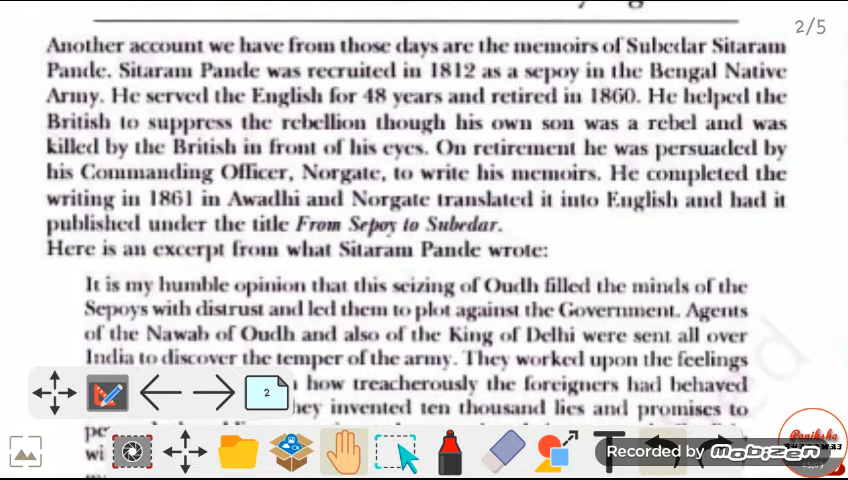 2/5
Another account we have from those days are the memoirs of Subedar Sitaram
Pande. Sitaram Pande was recruited in 1812 as a sepoy in the Bengal Native
Army. He served the English for 48 years and retired in 1860. He helped the
British to suppress the rebellion though his own son was a rebel and was
killed by the British in front of his eyes. On retirement he was persuaded by
his Commanding Officer, Norgate, to write his memoirs. He completed the
writing in 1861 in Awadhi and Norgate translated it into English and had it
published under the title From Sepoy to Subedar.
Here is an excerpt from what Sitaram Pande wrote:
It is my humble opinion that this seizing of Oudh filled the minds of the
Sepoys with distrust and led them to plot against the Government. Agents
of the Nawab of Oudh and also of the King of Delhi were sent all over
India to discover the temper of the army. They worked upon the feelings
how treacherously the foreigners had behaved
2
hey invented ten thousand lies and promises to
Paniksha
Recorded by mobizen